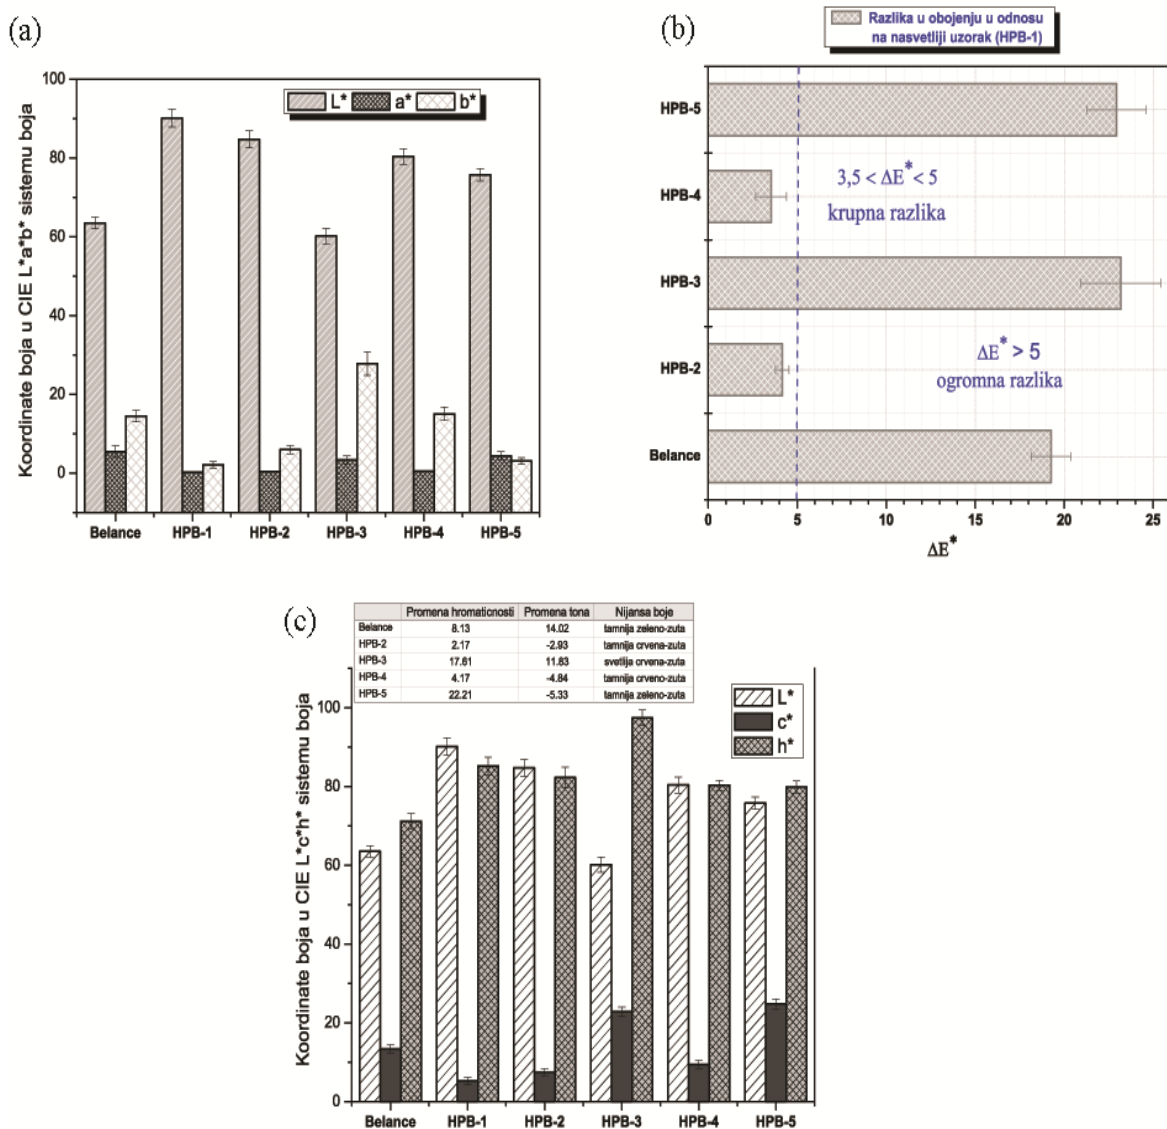 (a)
100
80
60
40
20
0
Koordinate boja u CIE L*a*b* sistemu boja
L* a* b*
Belance HPB-1 HPB-2 HPB-3 HPB-4 HPB-5
(b)
Razlika u obojenju u odnosu
na nasvetliji uzorak (HPB-1)
HPB-5
HPB-4
HPB-3
HPB-2
Belance
3,5 < ΔE* < 5
krupna razlika
ΔE* > 5
ogromna razlika
0 5 10 15 20 25
ΔE*
(c)
Promena hromaticnosti Promena tona Nijansa boje
Belance 8.13 14.02 tamnija zeleno-zuta
HPB-2 2.17 -2.93 tamnija crvena-zuta
HPB-3 17.61 11.83 svetlija crvena-zuta
HPB-4 4.17 -4.84 tamnija crveno-zuta
HPB-5 22.21 -5.33 tamnija zeleno-zuta
100
80
60
40
20
0
Koordinate boja u CIE L*c*h* sistemu boja
L*
c*
h*
Belance HPB-1 HPB-2 HPB-3 HPB-4 HPB-5